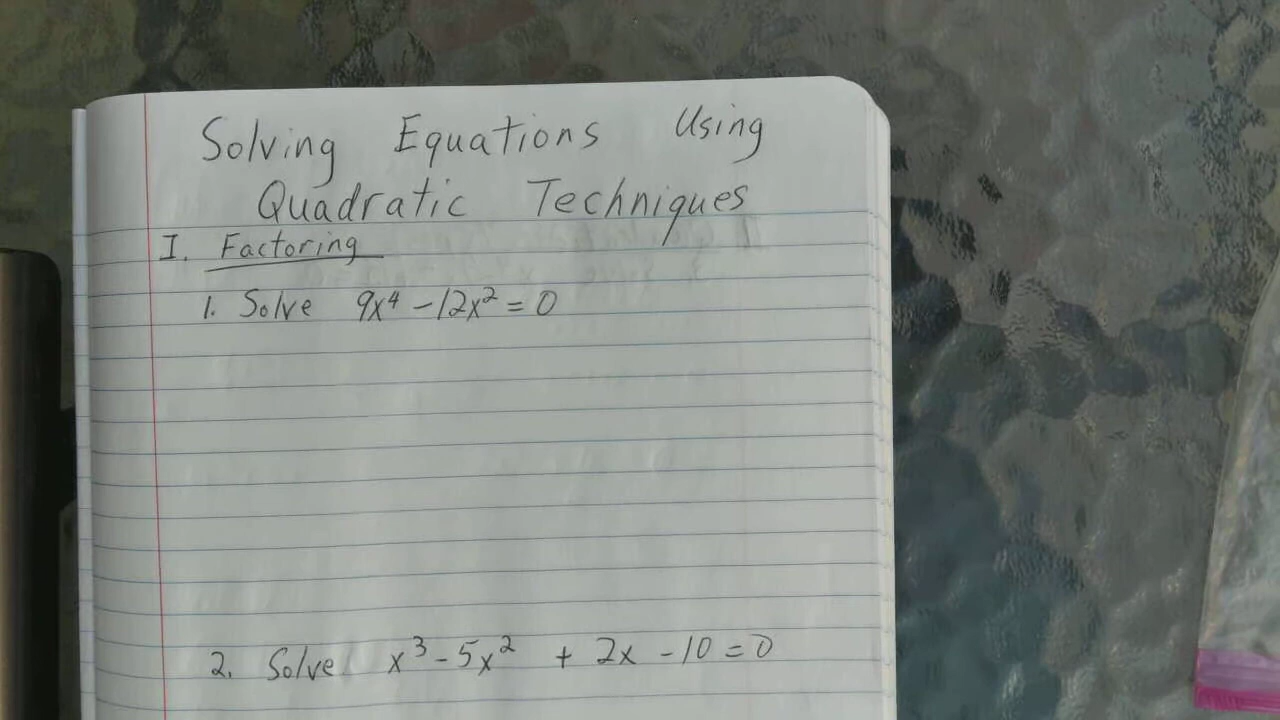 Solving Equations Using
Quadratic Techniques
I. Factoring
1. Solve 9x⁴ - 12x² = 0
2. Solve x³ - 5x² + 2x - 10 = 0